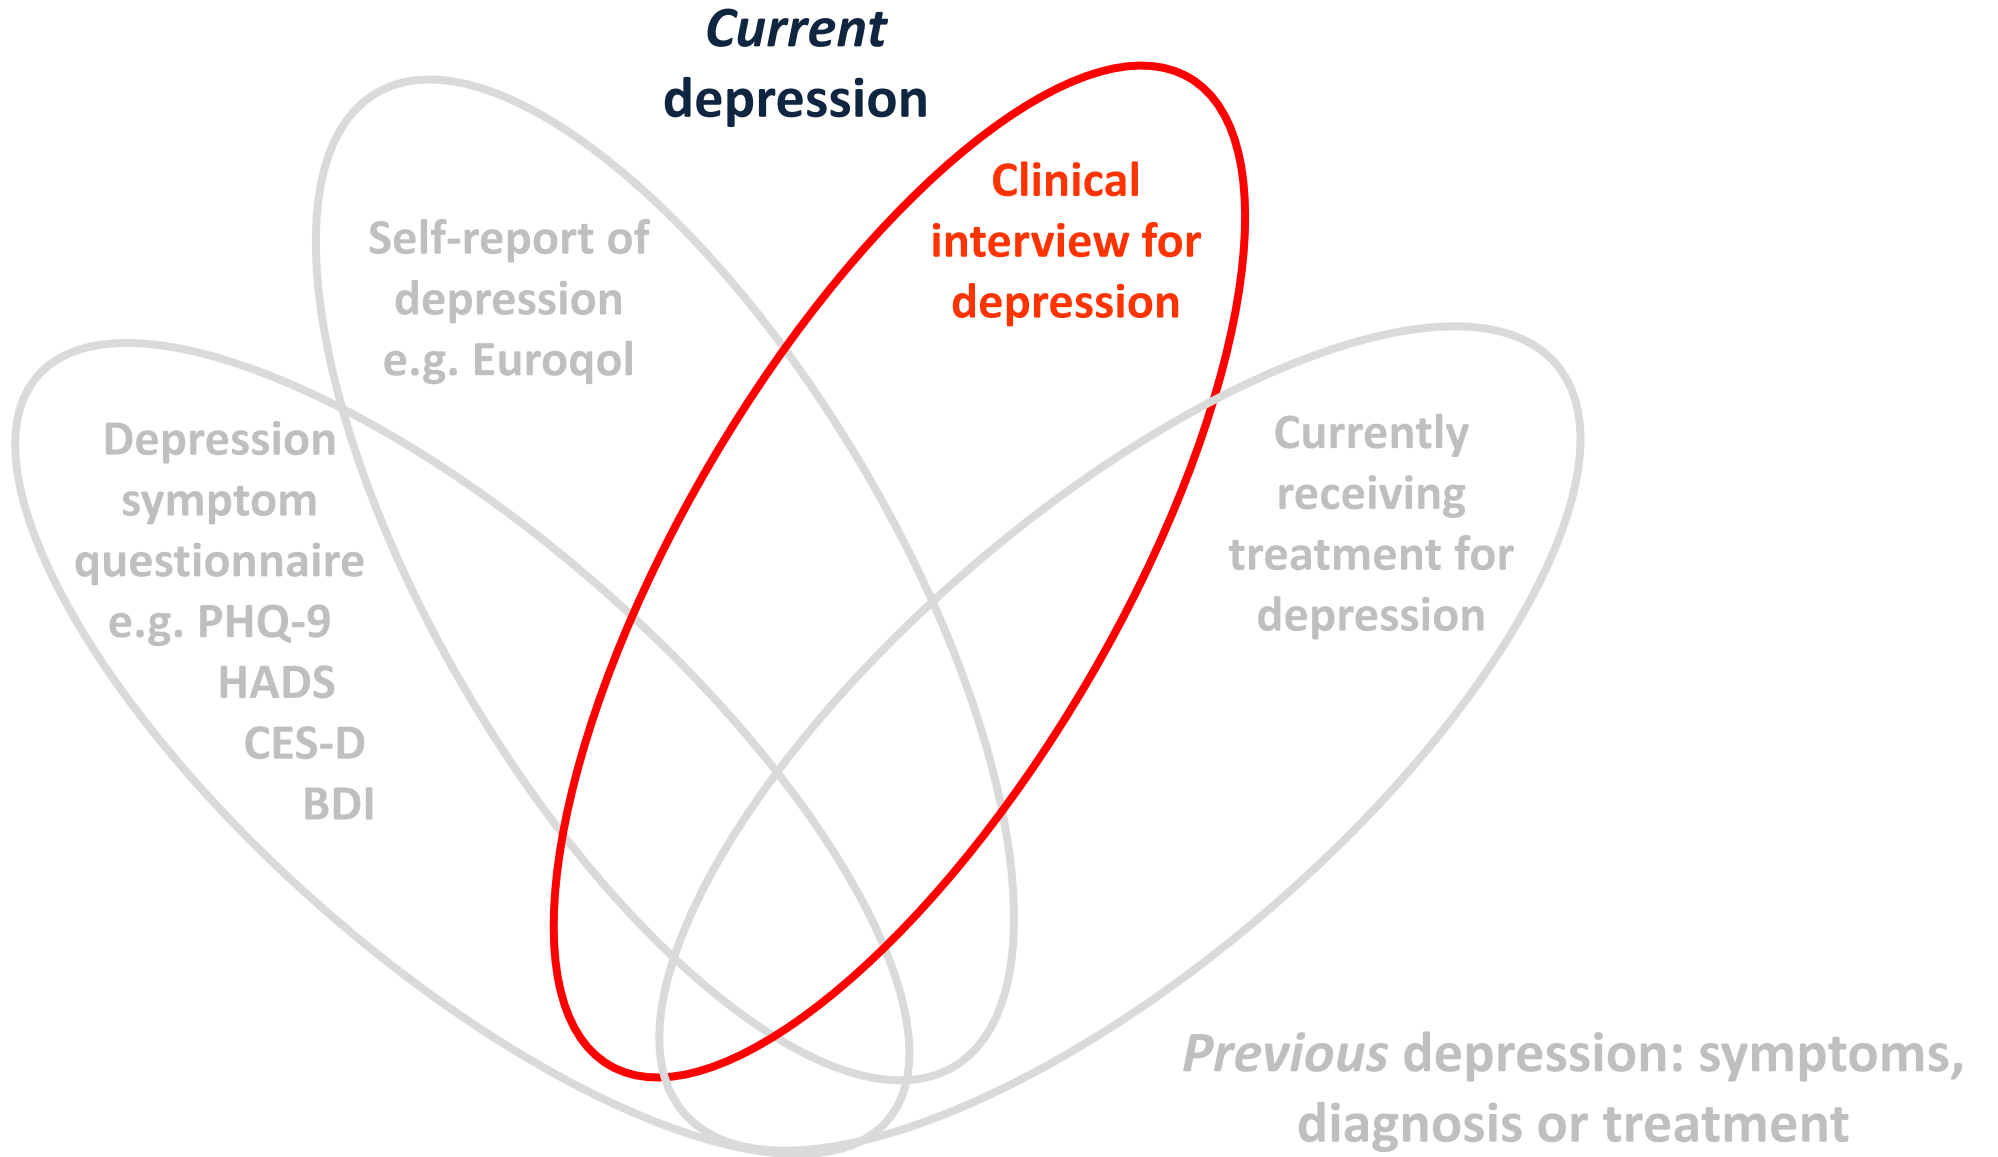 Current
depression
Self-report of
depression
e.g. Euroqol
Clinical
interview for
depression
Depression
symptom
questionnaire
e.g. PHQ-9
HADS
CES-D
BDI
Currently
receiving
treatment for
depression
Previous depression: symptoms,
diagnosis or treatment